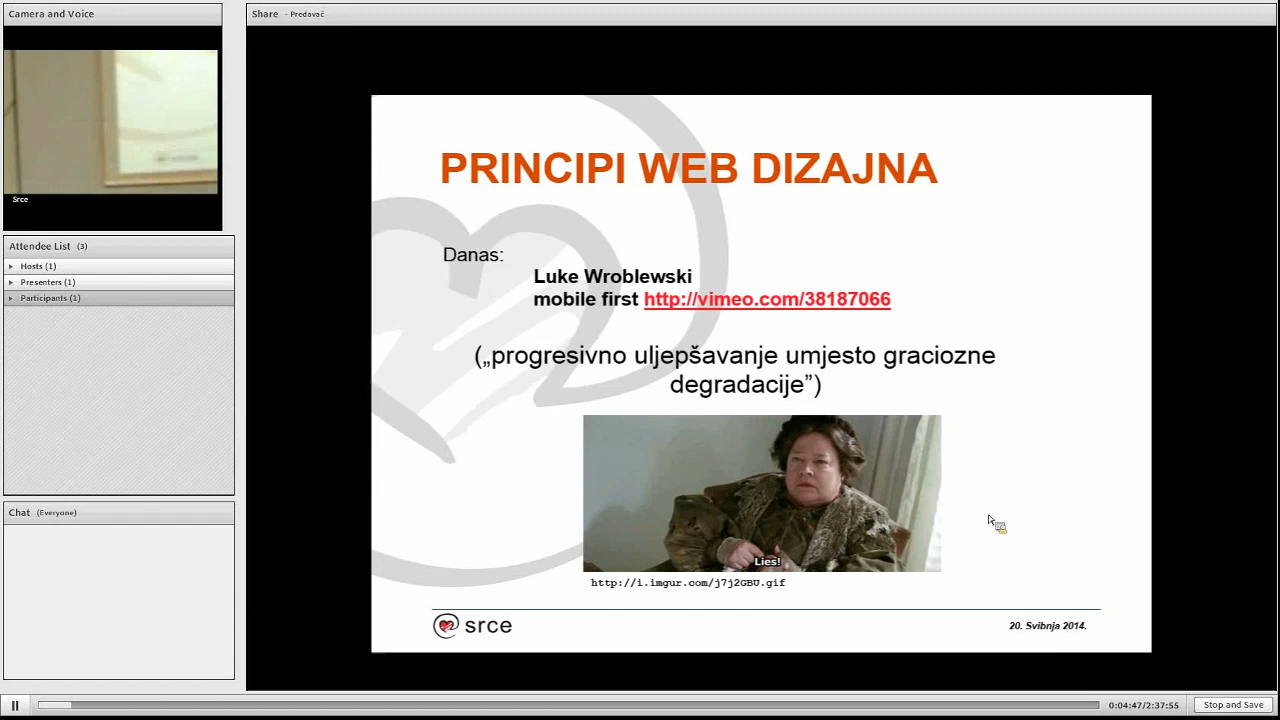 Camera and Voice
Srce
Attendee List (3)
Hosts (1)
Presenters (1)
Participants (1)
Chat (Everyone)
Share - Predavač
PRINCIPI WEB DIZAJNA
Danas:
Luke Wroblewski
mobile first http://vimeo.com/38187066
(„progresivno uljepšavanje umjesto graciozne
degradacije”)
Lies!
http://i.imgur.com/j7j2GBU.gif
srce
20. Svibnja 2014.
0:04:47/2:37:55
Stop and Save